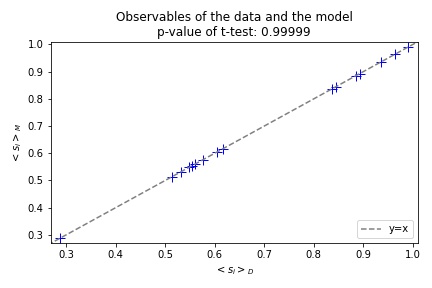 Observables of the data and the model
p-value of t-test: 0.99999
1.0
0.9
0.8
0.7
0.6
0.5
0.4
0.3
< s_i >_M
y=x
0.3 0.4 0.5 0.6 0.7 0.8 0.9 1.0
< s_i >_D